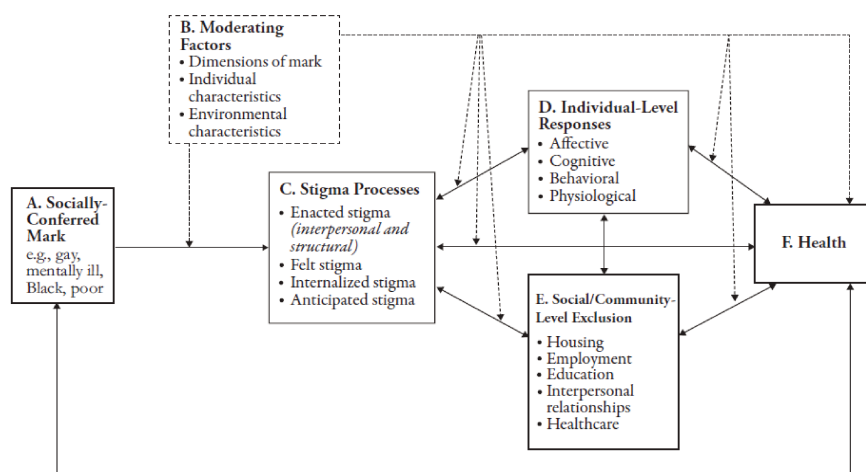 B. Moderating
Factors
• Dimensions of mark
• Individual
characteristics
• Environmental
characteristics
D. Individual-Level
Responses
• Affective
• Cognitive
• Behavioral
• Physiological
A. Socially-
Conferred
Mark
e.g., gay,
mentally ill,
Black, poor
C. Stigma Processes
• Enacted stigma
(interpersonal and
structural)
• Felt stigma
• Internalized stigma
• Anticipated stigma
F. Health
E. Social/Community-
Level Exclusion
• Housing
• Employment
• Education
• Interpersonal
relationships
• Healthcare